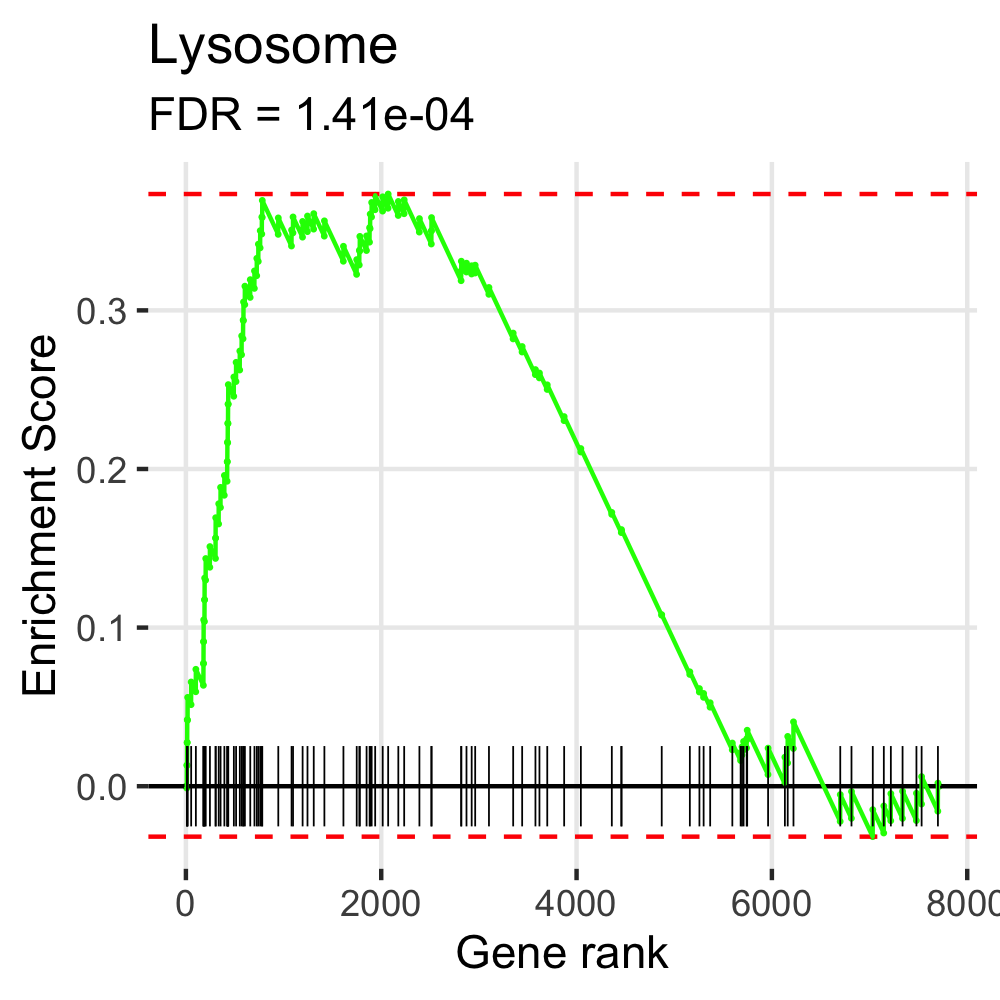 Lysosome
FDR = 1.41e-04
Enrichment Score
0.3
0.2
0.1
0.0
0 2000 4000 6000 8000
Gene rank